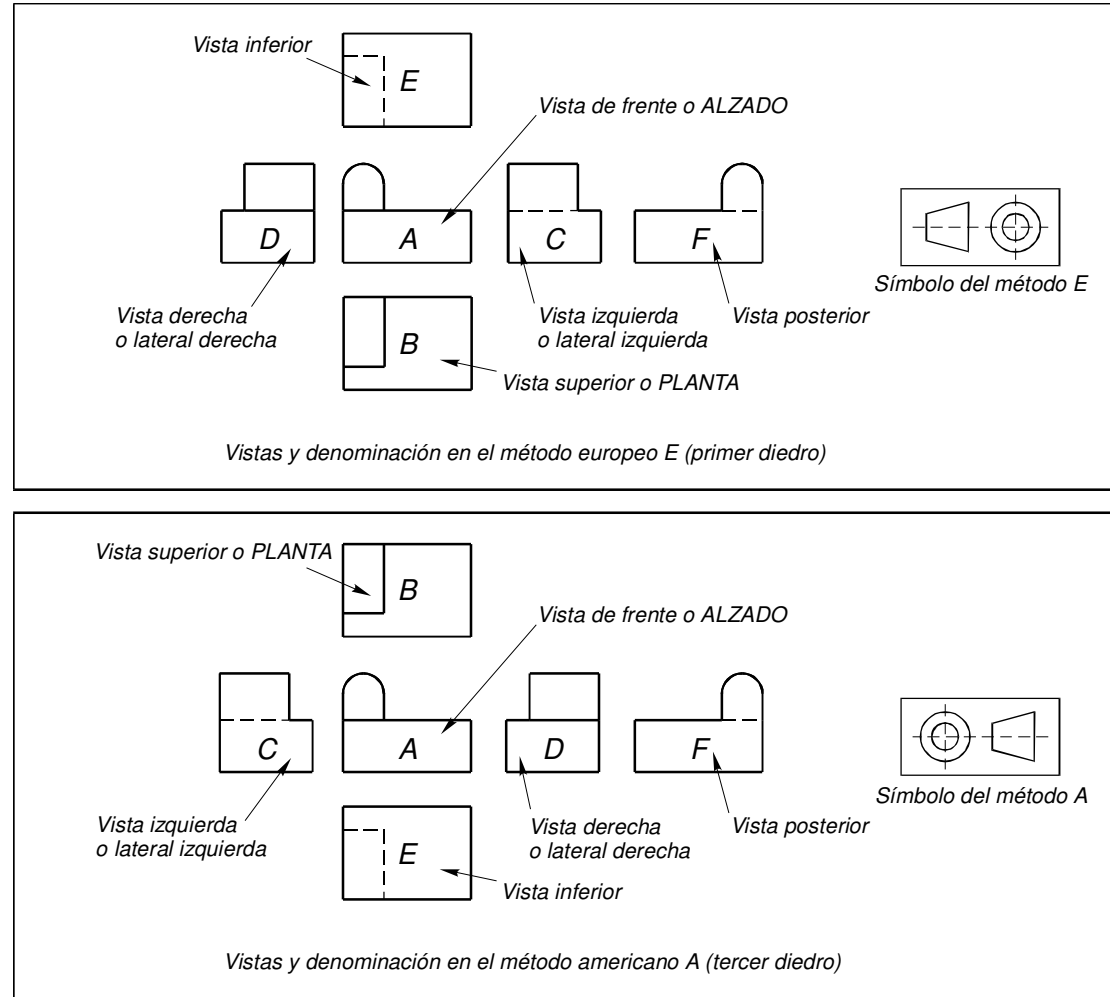 Vista inferior
E
Vista de frente o ALZADO
D
A
C
F
Símbolo del método E
Vista derecha
o lateral derecha
Vista izquierda
o lateral izquierda
Vista posterior
B
Vista superior o PLANTA
Vistas y denominación en el método europeo E (primer diedro)
Vista superior o PLANTA
B
Vista de frente o ALZADO
C
A
D
F
Símbolo del método A
Vista izquierda
o lateral izquierda
Vista derecha
o lateral derecha
Vista posterior
E
Vista inferior
Vistas y denominación en el método americano A (tercer diedro)